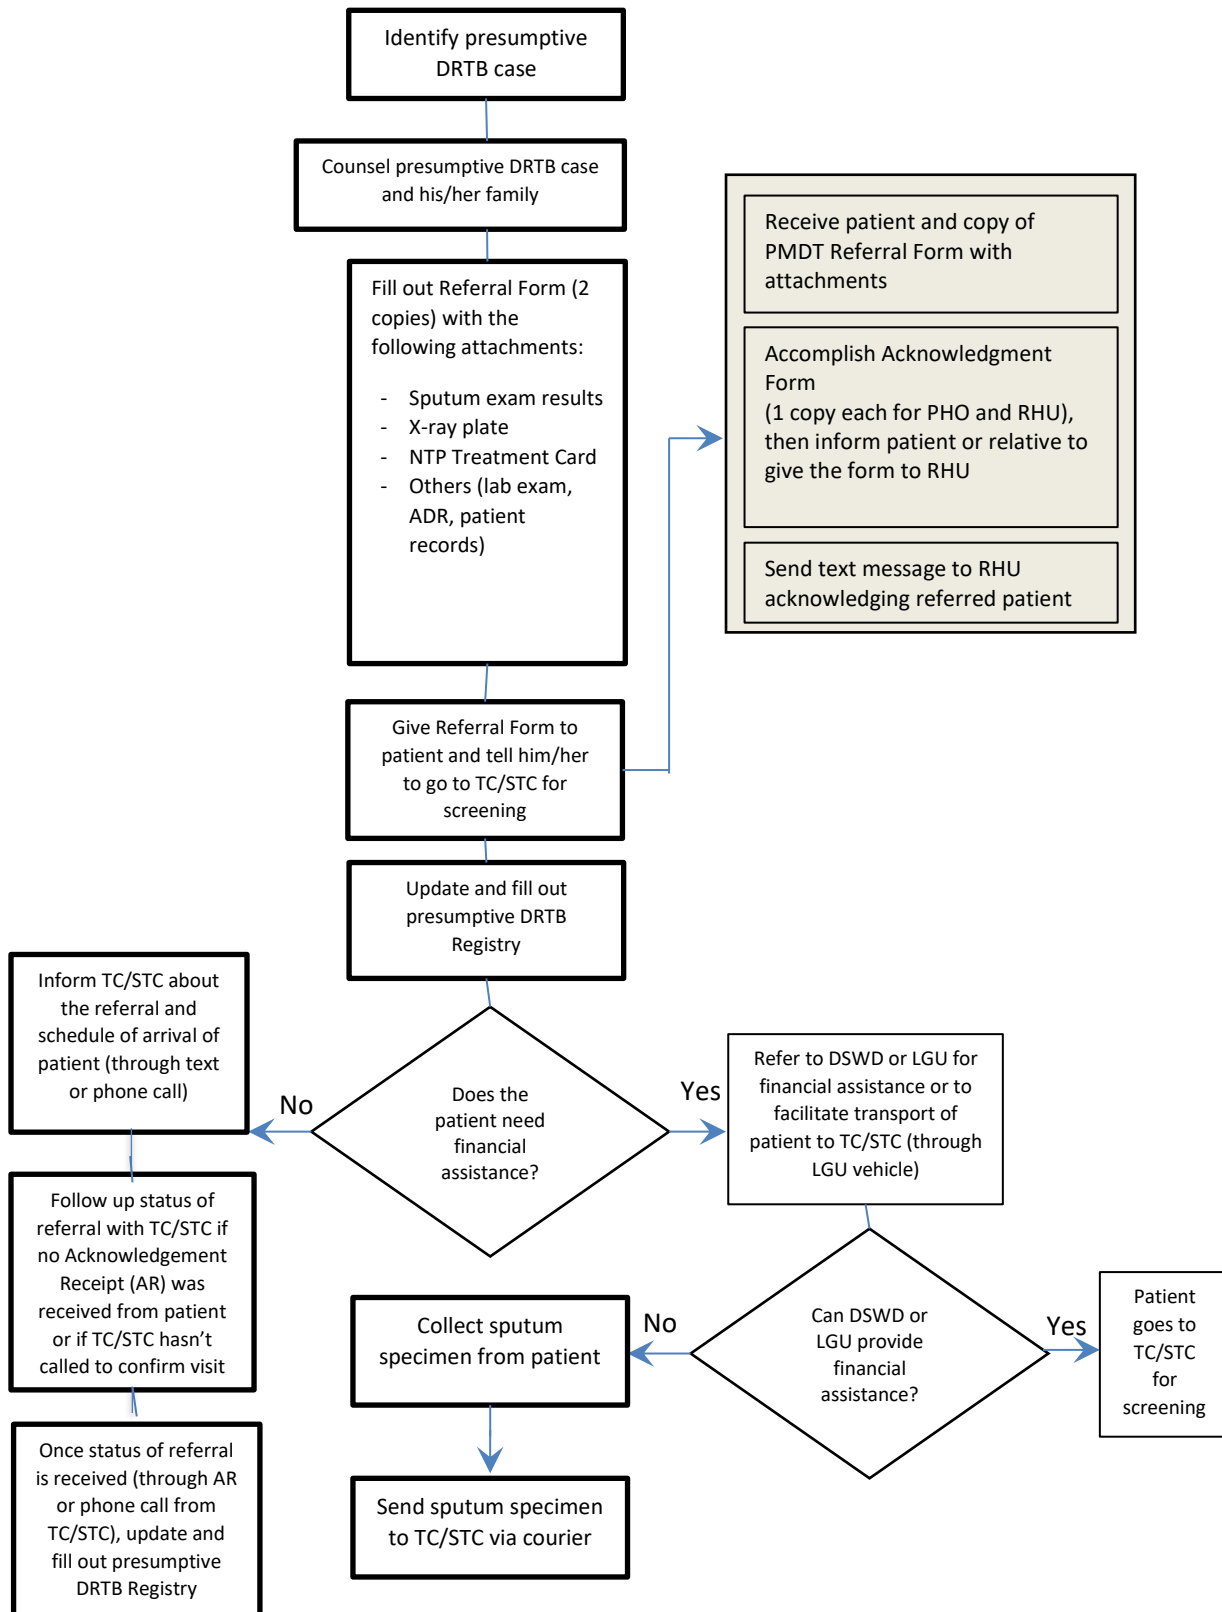 Identify presumptive
DRTB case
Counsel presumptive DRTB case
and his/her family
Fill out Referral Form (2
copies) with the
following attachments:
- Sputum exam results
- X-ray plate
- NTP Treatment Card
- Others (lab exam,
ADR, patient
records)
Receive patient and copy of
PMDT Referral Form with
attachments
Accomplish Acknowledgment
Form
(1 copy each for PHO and RHU),
then inform patient or relative to
give the form to RHU
Send text message to RHU
acknowledging referred patient
Give Referral Form to
patient and tell him/her
to go to TC/STC for
screening
Update and fill out
presumptive DRTB
Registry
Does the
patient need
financial
assistance?
No
Inform TC/STC about
the referral and
schedule of arrival of
patient (through text
or phone call)
Follow up status of
referral with TC/STC if
no Acknowledgement
Receipt (AR) was
received from patient
or if TC/STC hasn’t
called to confirm visit
Once status of referral
is received (through AR
or phone call from
TC/STC), update and
fill out presumptive
DRTB Registry
Yes
Refer to DSWD or LGU for
financial assistance or to
facilitate transport of
patient to TC/STC (through
LGU vehicle)
Can DSWD or
LGU provide
financial
assistance?
No
Collect sputum
specimen from patient
Send sputum specimen
to TC/STC via courier
Yes
Patient
goes to
TC/STC
for
screening